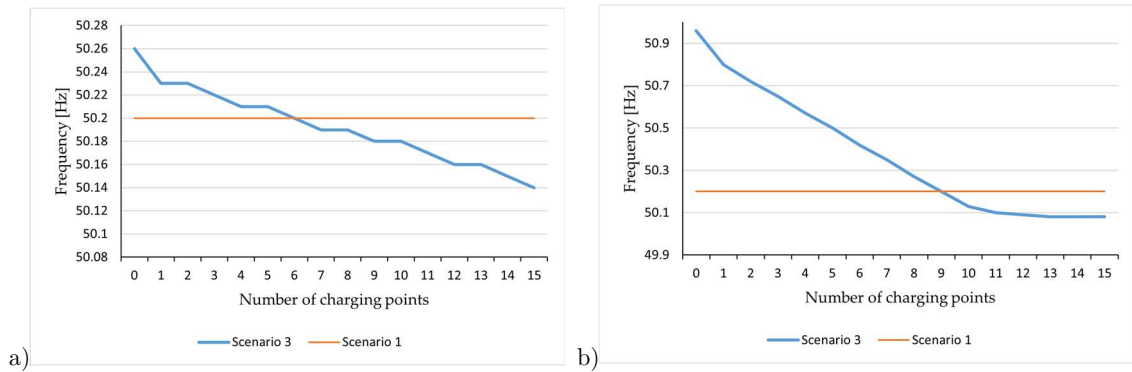 50.28
50.26
50.24
50.22
50.2
50.18
50.16
50.14
50.12
50.1
50.08
Frequency [Hz]
0 1 2 3 4 5 6 7 8 9 10 11 12 13 14 15
Number of charging points
Scenario 3 Scenario 1
a)
50.9
50.7
50.5
50.3
50.1
49.9
Frequency [Hz]
0 1 2 3 4 5 6 7 8 9 10 11 12 13 14 15
Number of charging points
Scenario 3 Scenario 1
b)